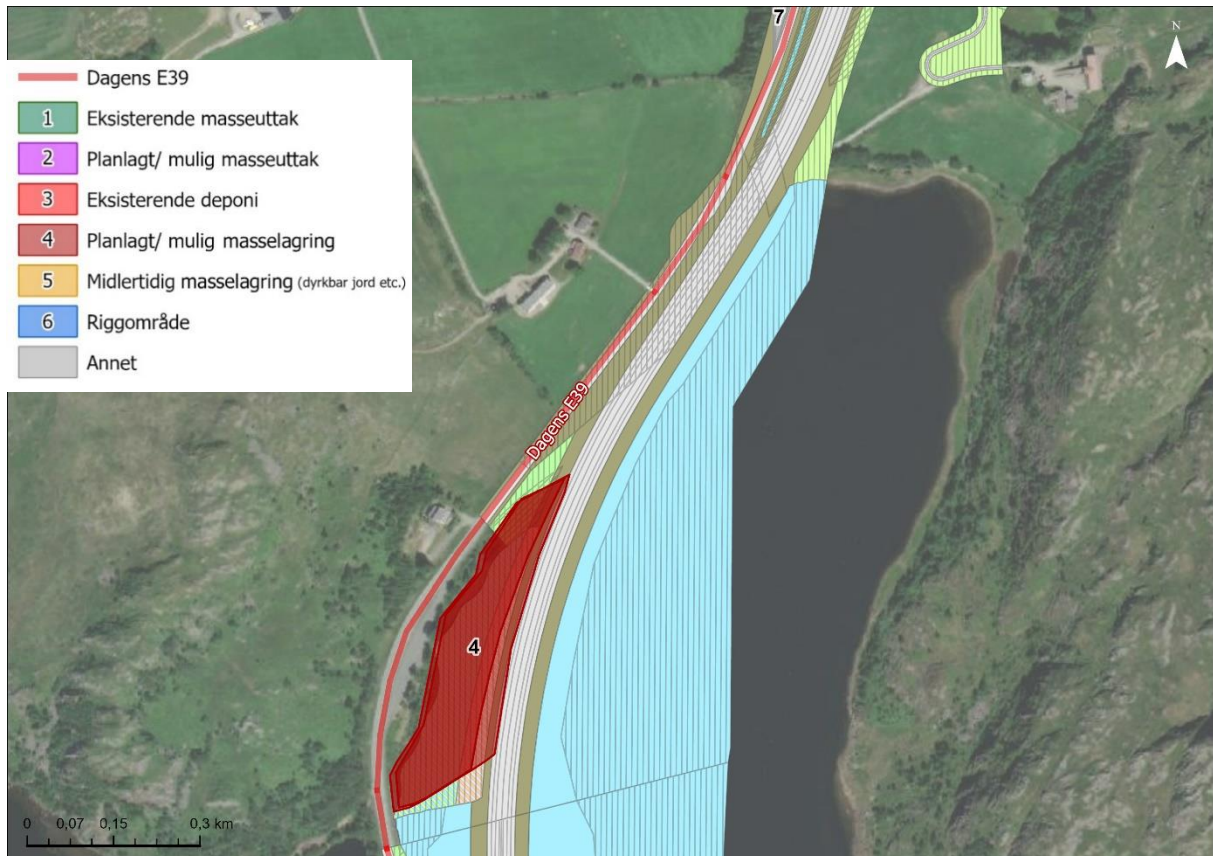 7
N
Dagens E39
1 Eksisterende masseuttak
2 Planlagt/ mulig masseuttak
3 Eksisterende deponi
4 Planlagt/ mulig masselagring
5 Midlertidig masselagring (dyrkbar jord etc.)
6 Riggområde
Annet
Dagens E39
4
0 0,07 0,15 0,3 km